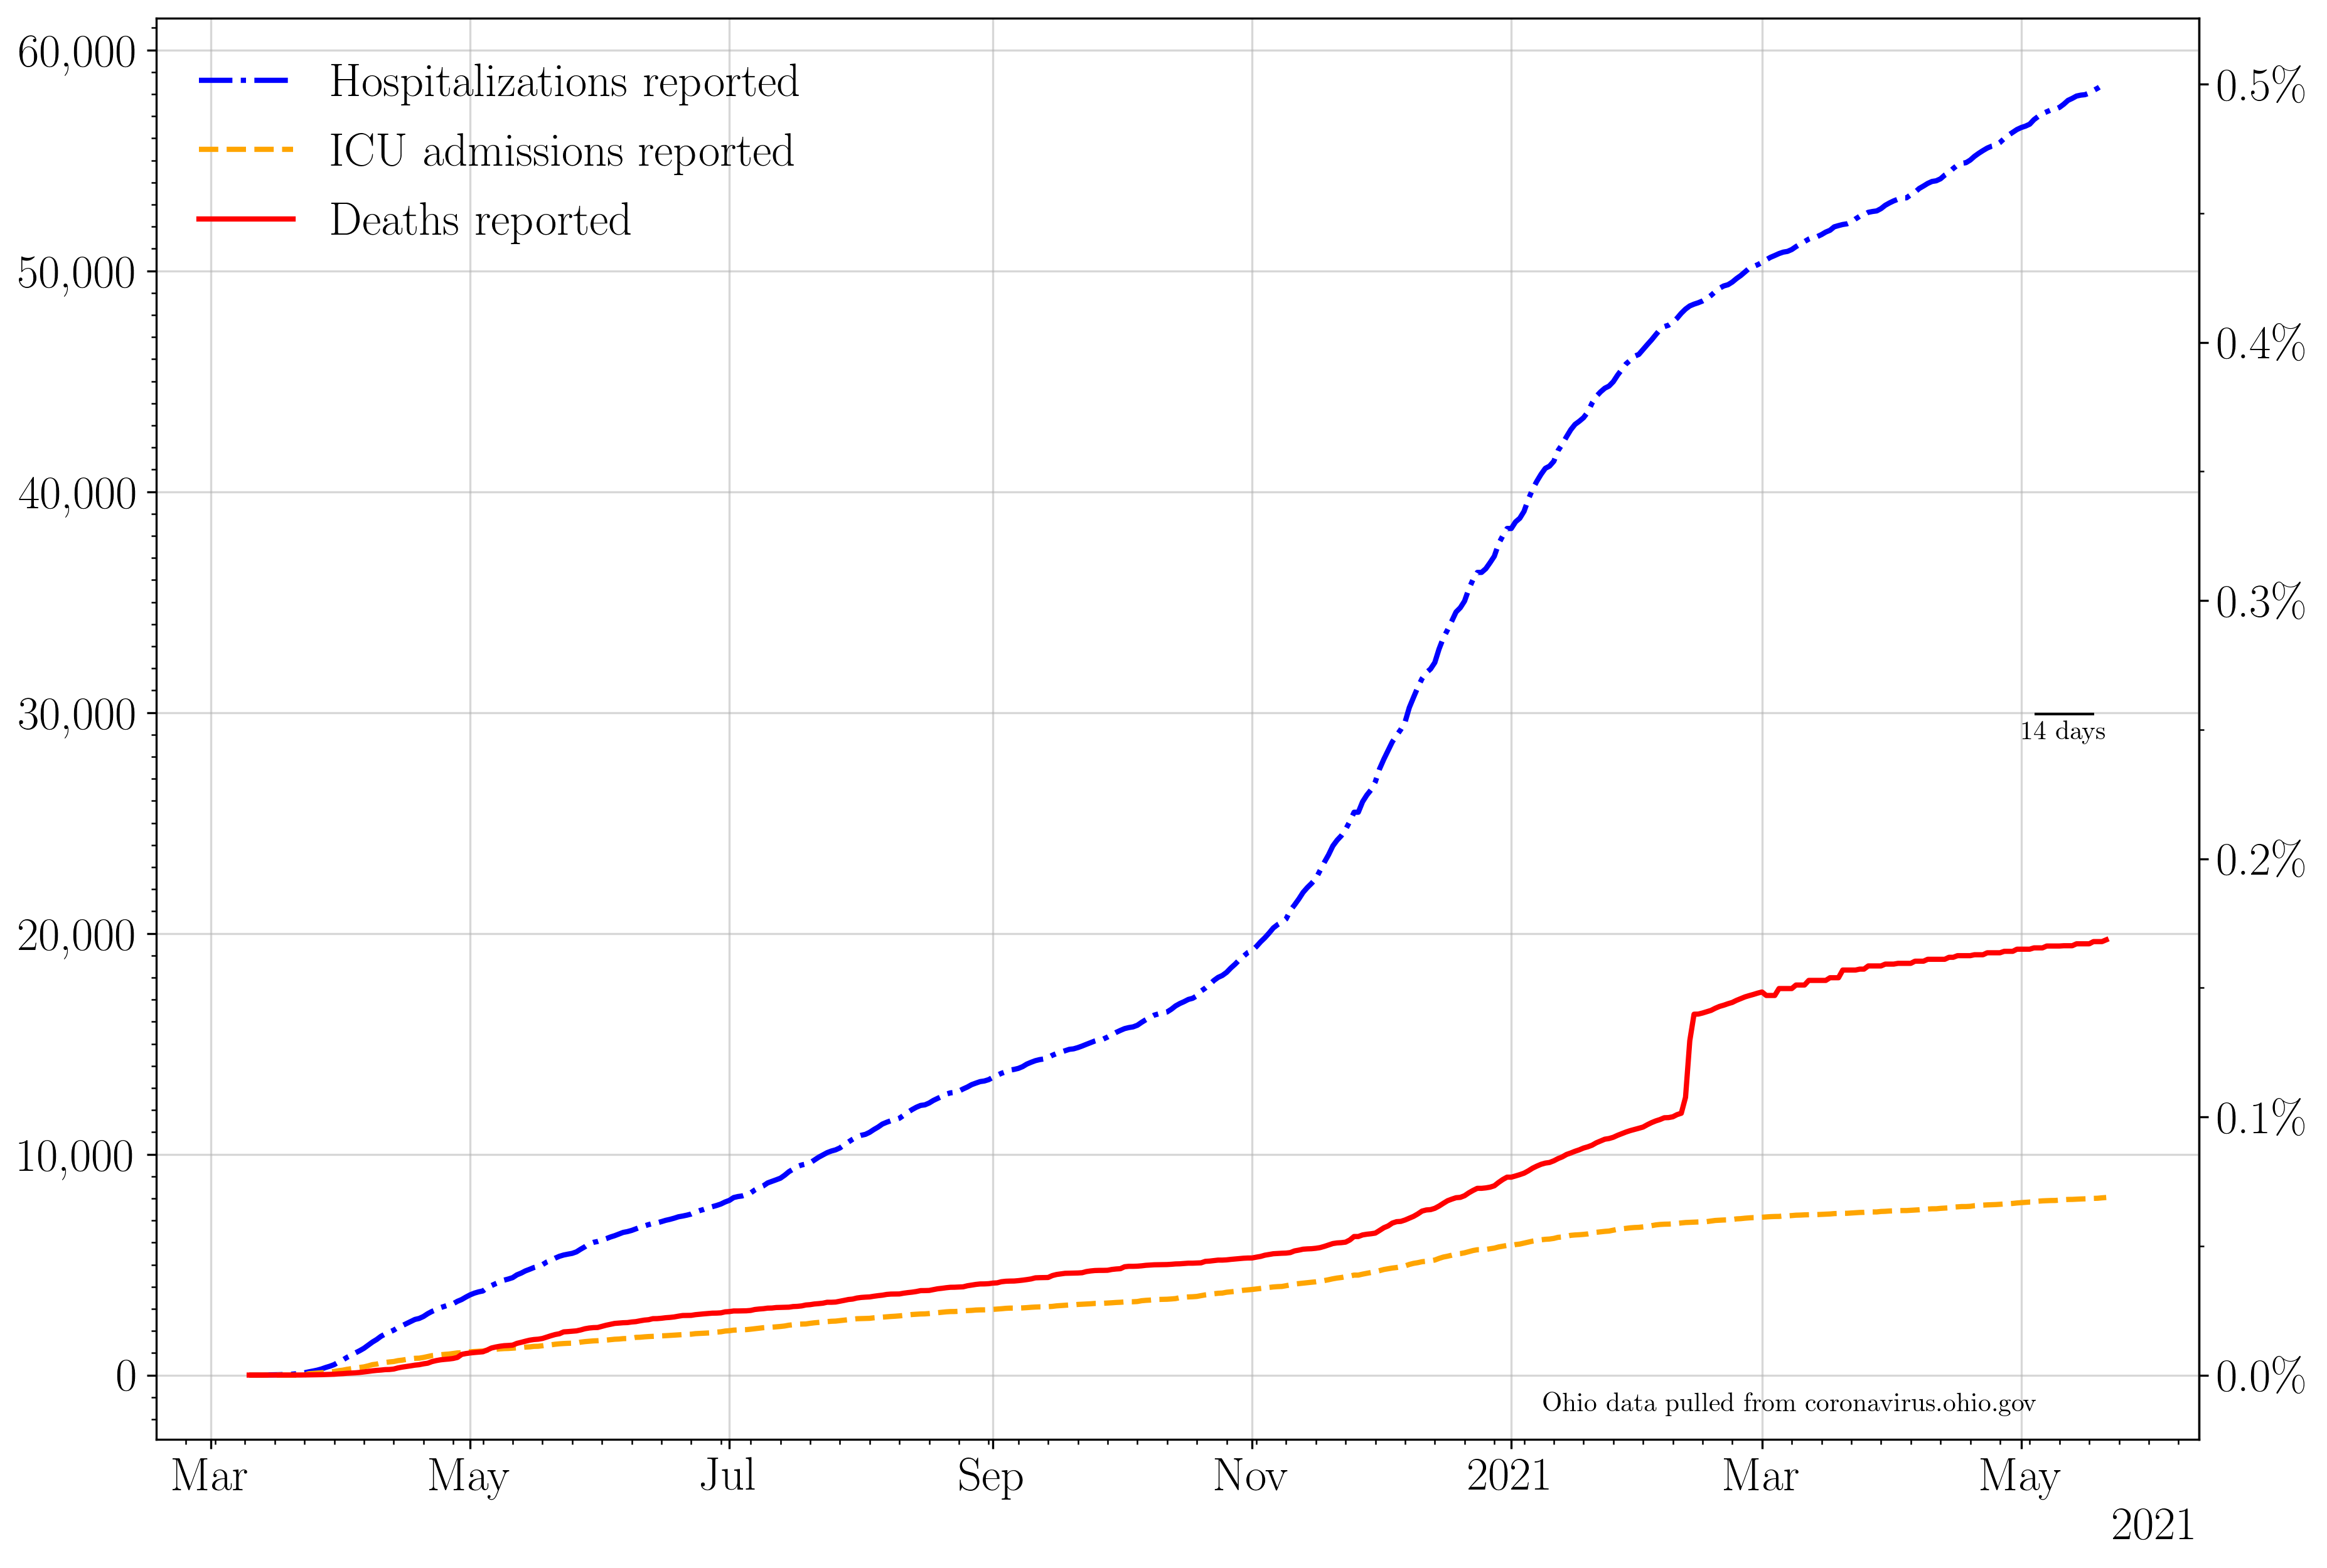 60,000
50,000
40,000
30,000
20,000
10,000
0
Hospitalizations reported
ICU admissions reported
Deaths reported
0.5%
0.4%
0.3%
0.2%
0.1%
0.0%
14 days
Ohio data pulled from coronavirus.ohio.gov
Mar May Jul Sep Nov 2021 Mar May
2021